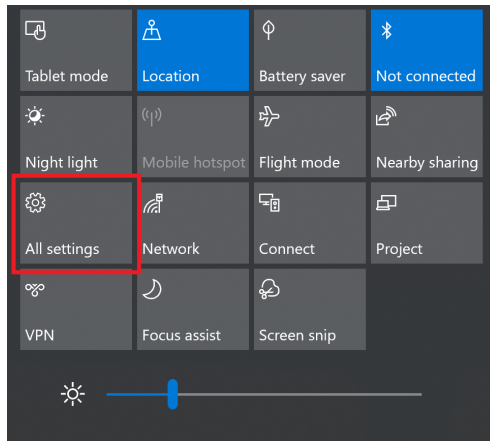 Tablet mode
Location
Battery saver
Not connected
Night light
Mobile hotspot
Flight mode
Nearby sharing
All settings
Network
Connect
Project
VPN
Focus assist
Screen snip